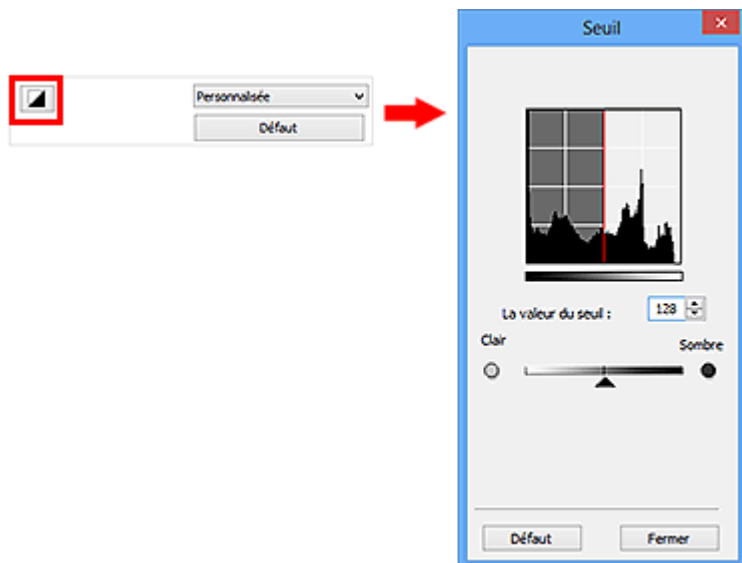 Personnalisée
Défaut
Seuil
La valeur du seuil :
128
Clair
Sombre
Défaut
Fermer